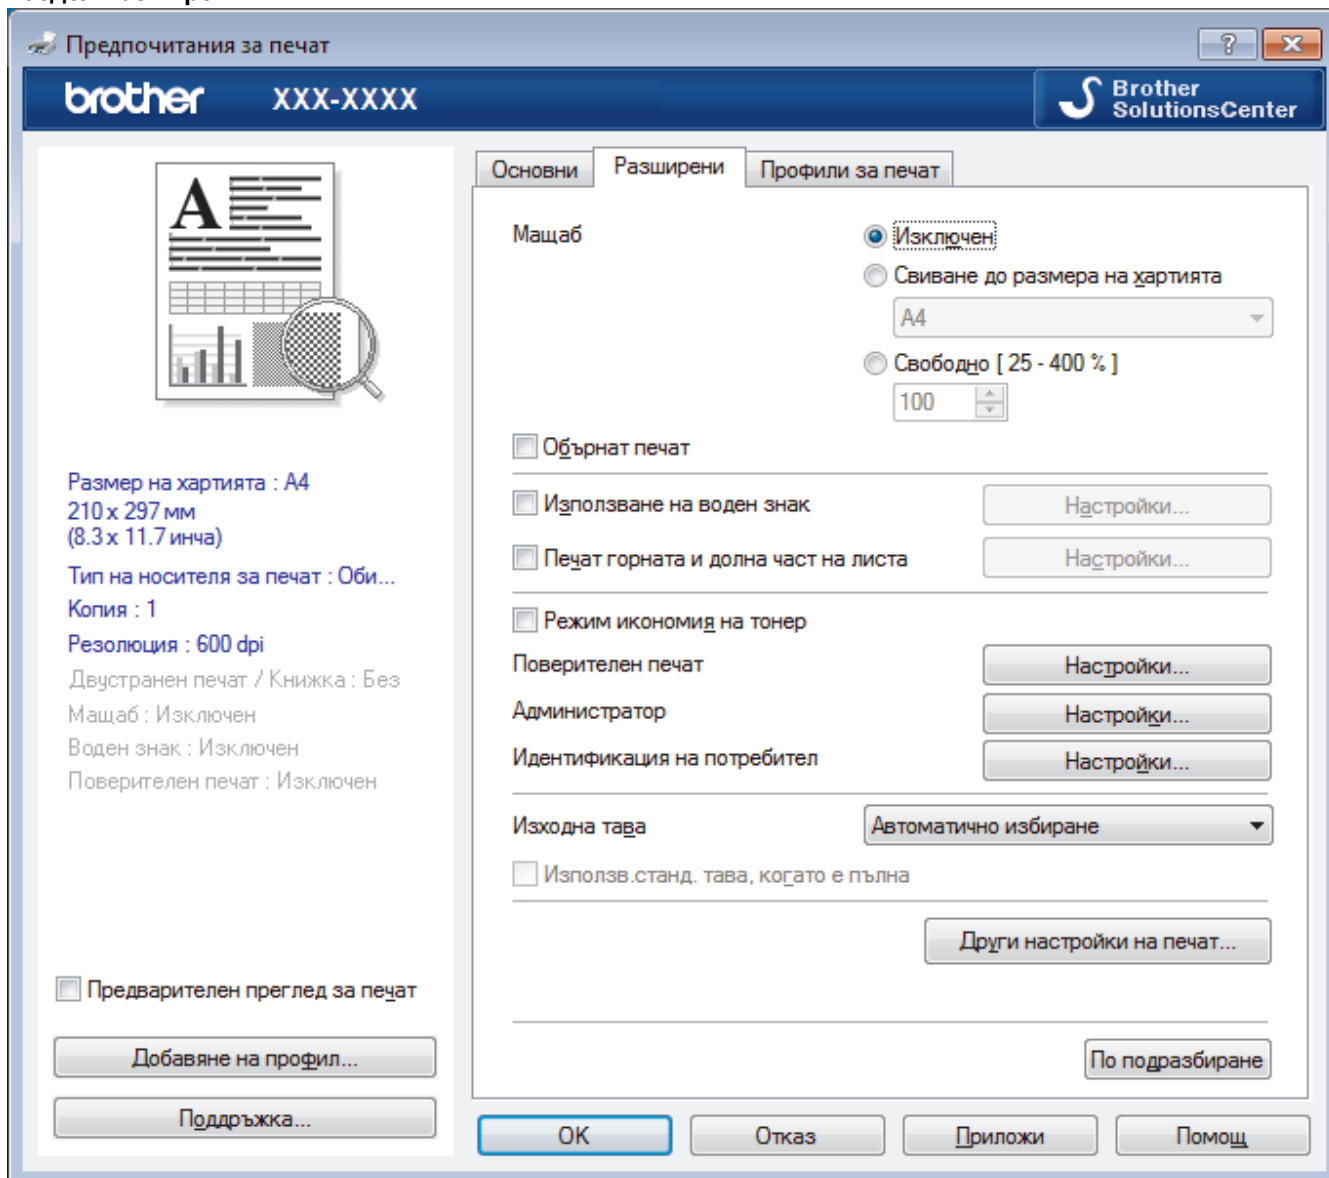 Предпочитания за печат
brother XXX-XXXX
Brother
SolutionsCenter
A
Размер на хартията : A4
210 x 297 мм
(8.3 x 11.7 инча)
Тип на носителя за печат : Оби...
Копия : 1
Резолюция : 600 dpi
Двустранен печат / Книжка : Без
Мащаб : Изключен
Воден знак : Изключен
Поверителен печат : Изключен
Предварителен преглед за печат
Добавяне на профил...
Поддръжка...
Основни Разширени Профили за печат
Мащаб
Изключен
Свиване до размера на хартията
A4
Свободно [ 25 - 400 % ]
100
Обърнат печат
Използване на воден знак Настройки...
Печат горната и долна част на листа Настройки...
Режим икономия на тонер
Поверителен печат Настройки...
Администратор Настройки...
Идентификация на потребител Настройки...
Изходна тава Автоматично избиране
Използв.станд. тава, когато е пълна
Други настройки на печат...
По подразбиране
OK Отказ Приложи Помощ